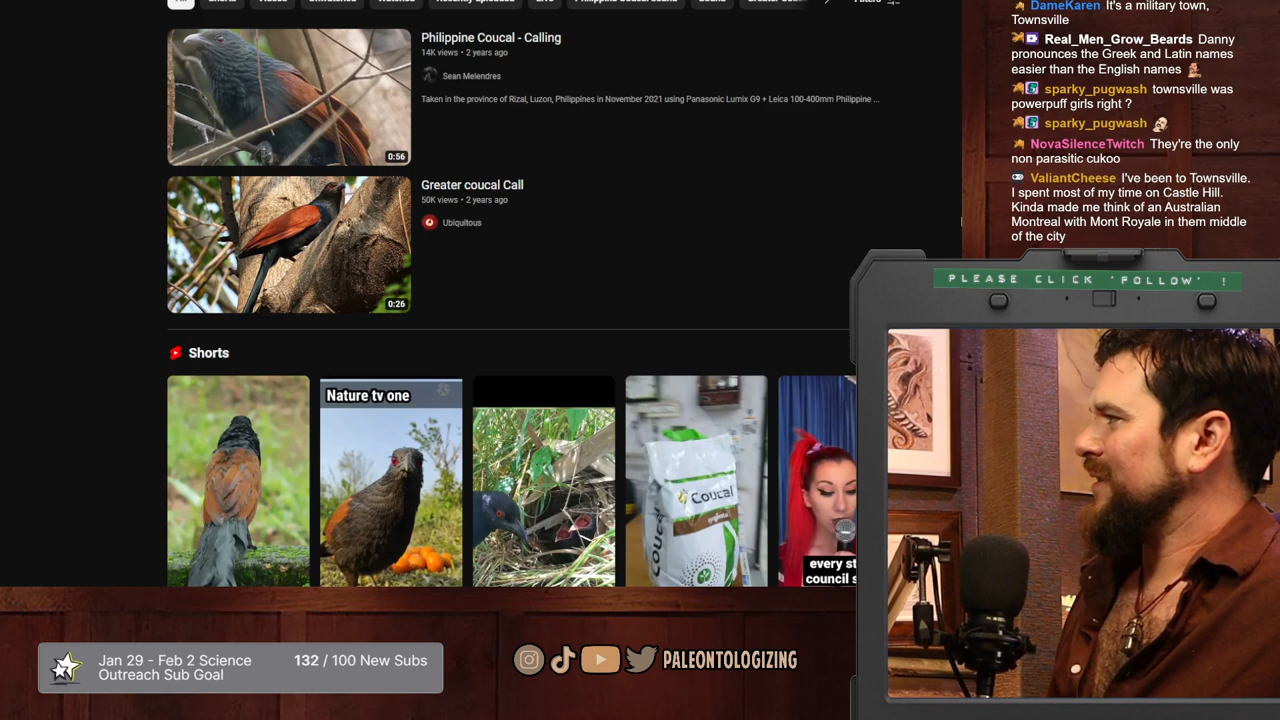 Philippine Coucal - Calling
14K views • 2 years ago
Sean Melendres
Taken in the province of Rizal, Luzon, Philippines in November 2021 using Panasonic Lumix G9 + Leica 100-400mm Philippine ...
0:56
Greater coucal Call
50K views • 2 years ago
Ubiquitous
0:26
Shorts
Nature tv one
Coucal
every st
council s
DameKaren It's a military town,
Townsville
Real_Men_Grow_Beards Danny
pronounces the Greek and Latin names
easier than the English names
sparky_pugwash townsville was
powerpuff girls right ?
sparky_pugwash
NovaSilenceTwitch They're the only
non parasitic cukoo
ValiantCheese I've been to Townsville.
I spent most of my time on Castle Hill.
Kinda made me think of an Australian
Montreal with Mont Royale in them middle
of the city
PLEASE CLICK 'FOLLOW' !
Jan 29 - Feb 2 Science
Outreach Sub Goal
132 / 100 New Subs
PALEONTOLOGIZING